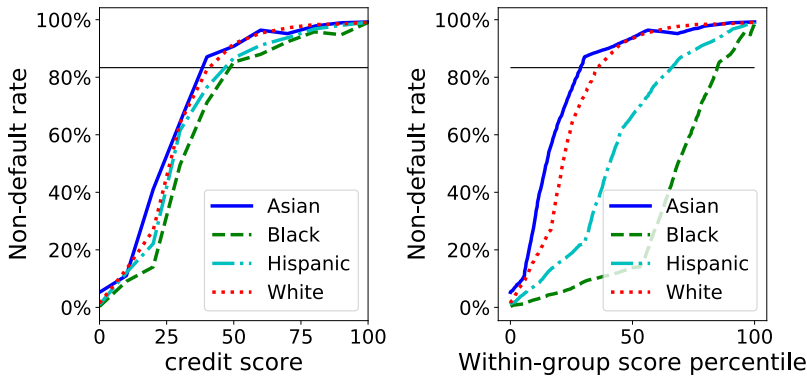 Non-default rate
100%
80%
60%
40%
20%
0%
Asian
Black
Hispanic
White
0
25
50
75
100
credit score
Non-default rate
100%
80%
60%
40%
20%
0%
Asian
Black
Hispanic
White
0
50
100
Within-group score percentile